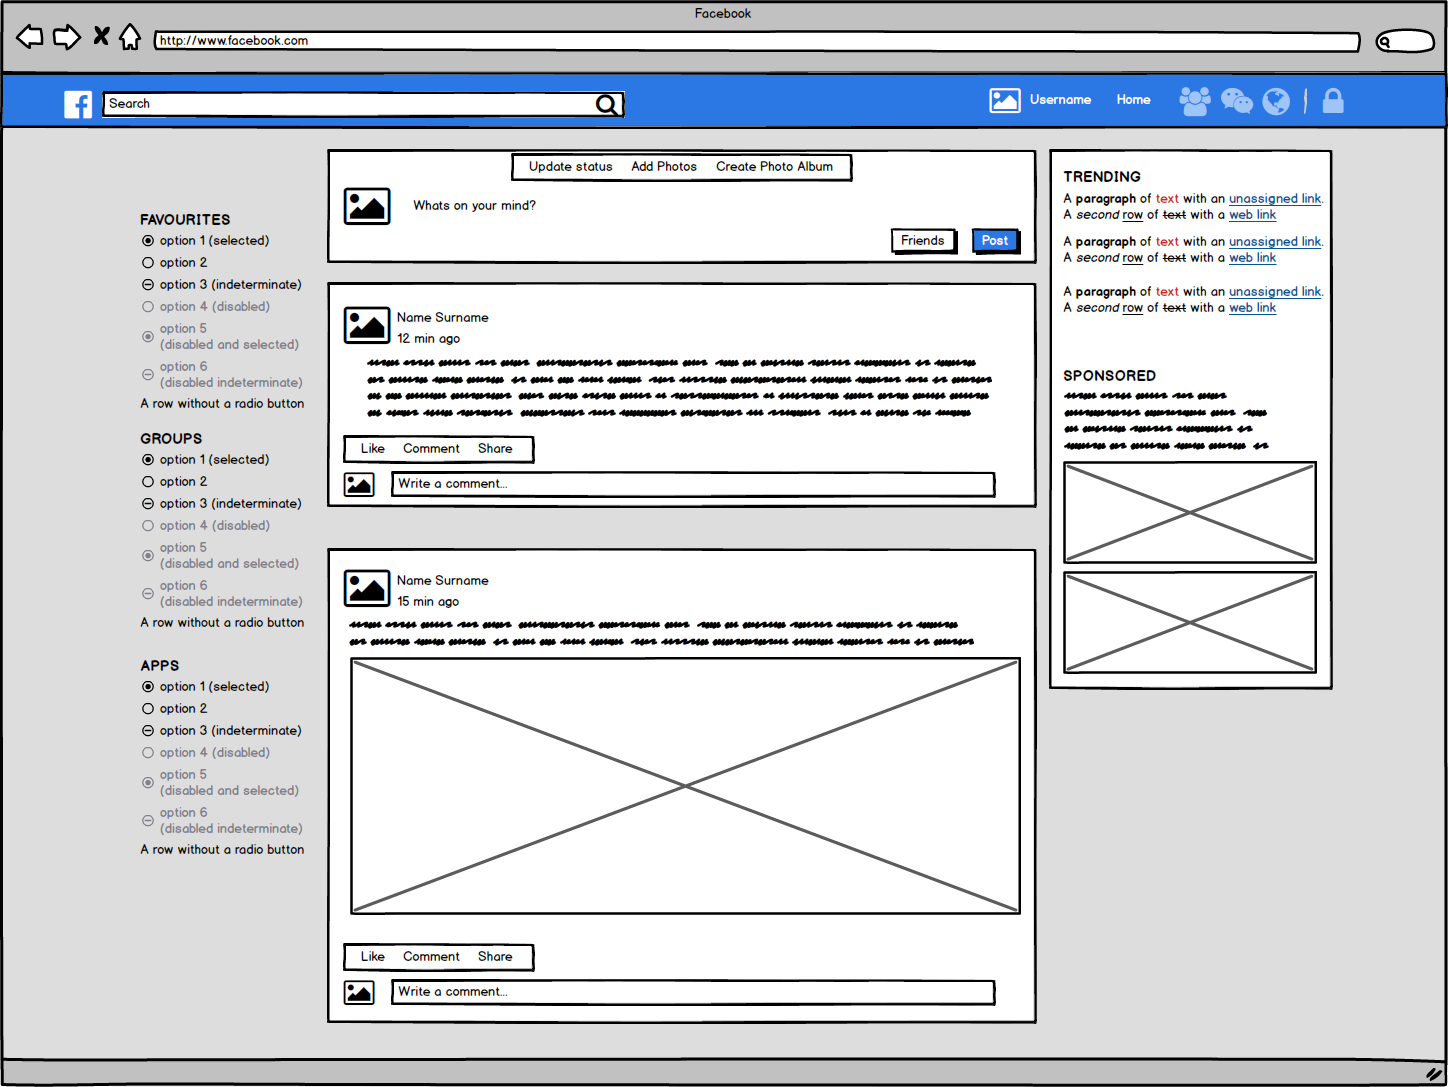 Facebook
http://www.facebook.com
Search
Username Home
Update status Add Photos Create Photo Album
Whats on your mind?
Friends Post
FAVOURITES
option 1 (selected)
option 2
option 3 (indeterminate)
option 4 (disabled)
option 5
(disabled and selected)
option 6
(disabled indeterminate)
A row without a radio button
GROUPS
option 1 (selected)
option 2
option 3 (indeterminate)
option 4 (disabled)
option 5
(disabled and selected)
option 6
(disabled indeterminate)
A row without a radio button
APPS
option 1 (selected)
option 2
option 3 (indeterminate)
option 4 (disabled)
option 5
(disabled and selected)
option 6
(disabled indeterminate)
A row without a radio button
Name Surname
12 min ago
Like Comment Share
Write a comment...
Name Surname
15 min ago
Like Comment Share
Write a comment...
TRENDING
A paragraph of text with an unassigned link.
A second row of text with a web link
A paragraph of text with an unassigned link.
A second row of text with a web link
A paragraph of text with an unassigned link.
A second row of text with a web link
SPONSORED